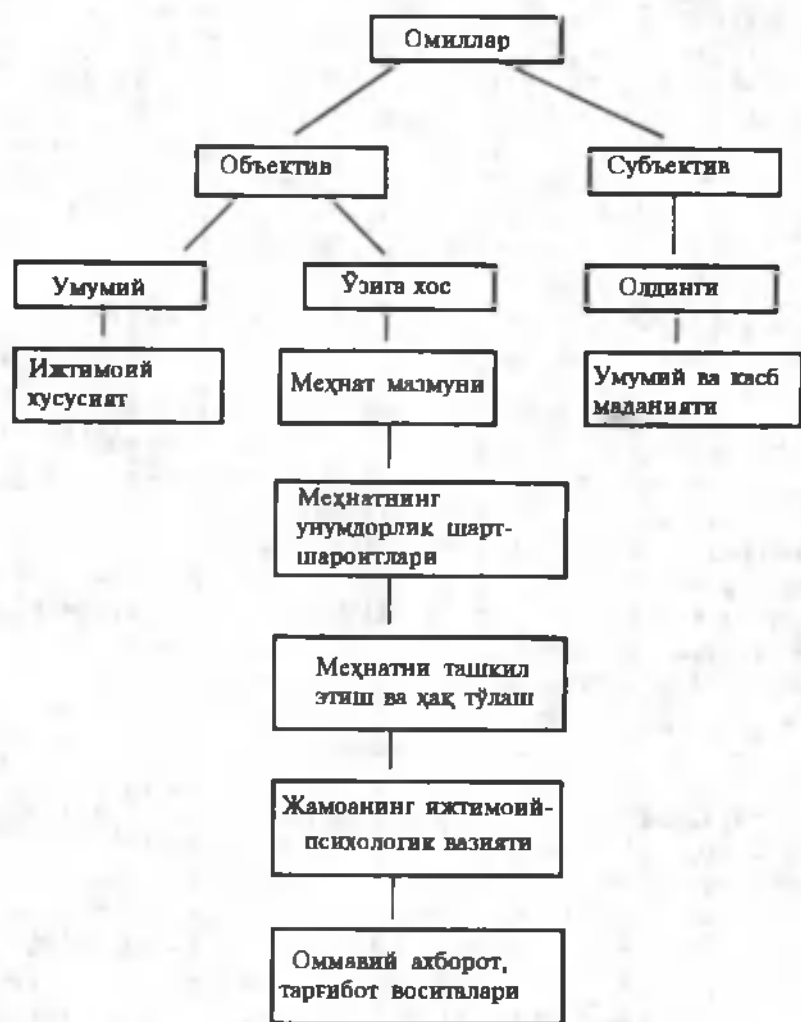 Омиллар
Объектив
Субъектив
Умумий
Ўзига хос
Олдинги
Ижтимоий
хусусият
Меҳнат мазмуни
Умумий ва касб
маданияти
Меҳнатнинг
унумдорлик шарт-
шароитлари
Меҳнатни ташкил
этиш ва ҳақ тўлаш
Жамоанинг ижтимоий-
психологик вазияти
Оммавий ахборот,
тарғибот воситалари